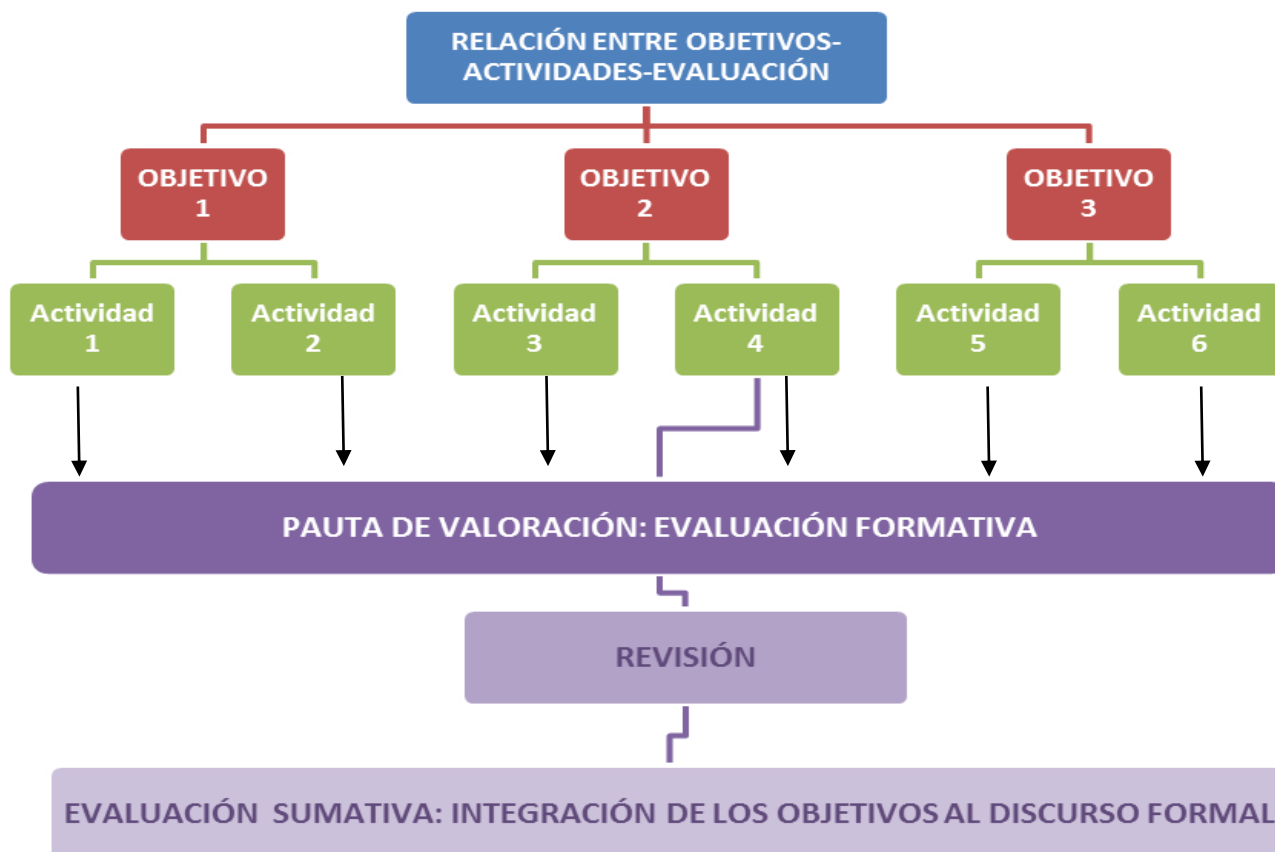 RELACIÓN ENTRE OBJETIVOS-
ACTIVIDADES-EVALUACIÓN
OBJETIVO
1
OBJETIVO
2
OBJETIVO
3
Actividad
1
Actividad
2
Actividad
3
Actividad
4
Actividad
5
Actividad
6
PAUTA DE VALORACIÓN: EVALUACIÓN FORMATIVA
REVISIÓN
EVALUACIÓN SUMATIVA: INTEGRACIÓN DE LOS OBJETIVOS AL DISCURSO FORMAL